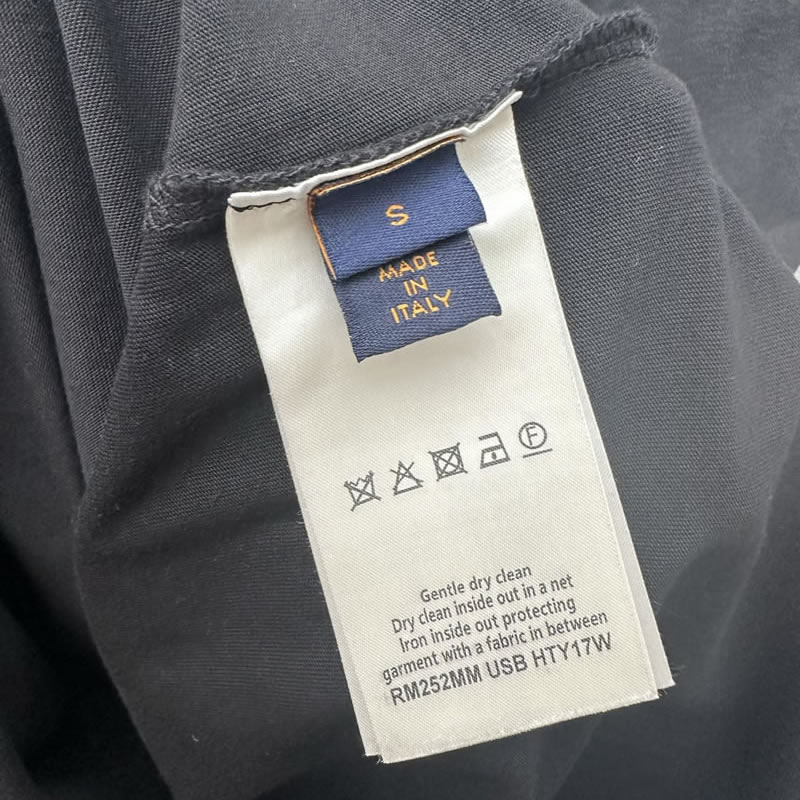 S
MADE
IN
ITALY
F
Gentle dry clean
Dry clean inside out in a net
Iron inside out protecting
garment with a fabric in between
RM252MM USB HTY17W